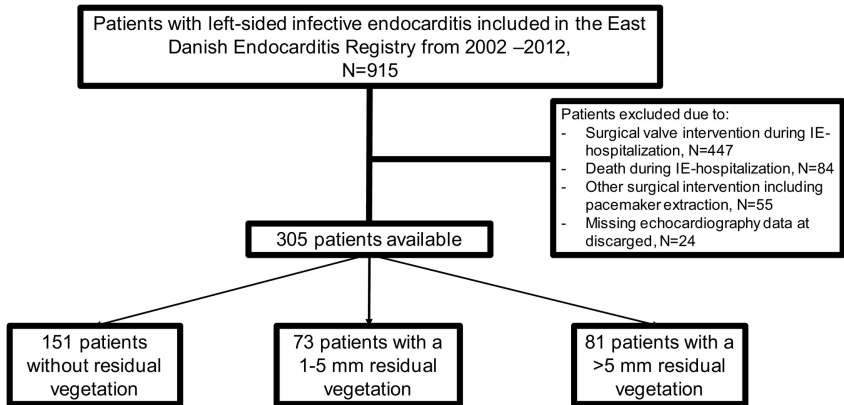 Patients with left-sided infective endocarditis included in the East
Danish Endocarditis Registry from 2002 –2012,
N=915
Patients excluded due to:
- Surgical valve intervention during IE-
hospitalization, N=447
- Death during IE-hospitalization, N=84
- Other surgical intervention including
pacemaker extraction, N=55
- Missing echocardiography data at
discarged, N=24
305 patients available
151 patients
without residual
vegetation
73 patients with a
1-5 mm residual
vegetation
81 patients with a
>5 mm residual
vegetation